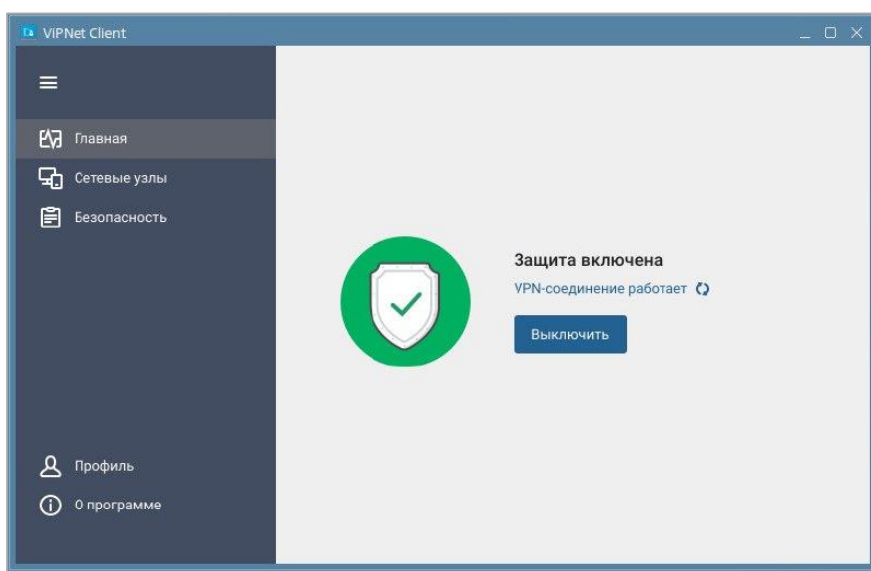 ViPNet Client
Главная
Сетевые узлы
Безопасность
Защита включена
VPN-соединение работает
Выключить
Профиль
О программе